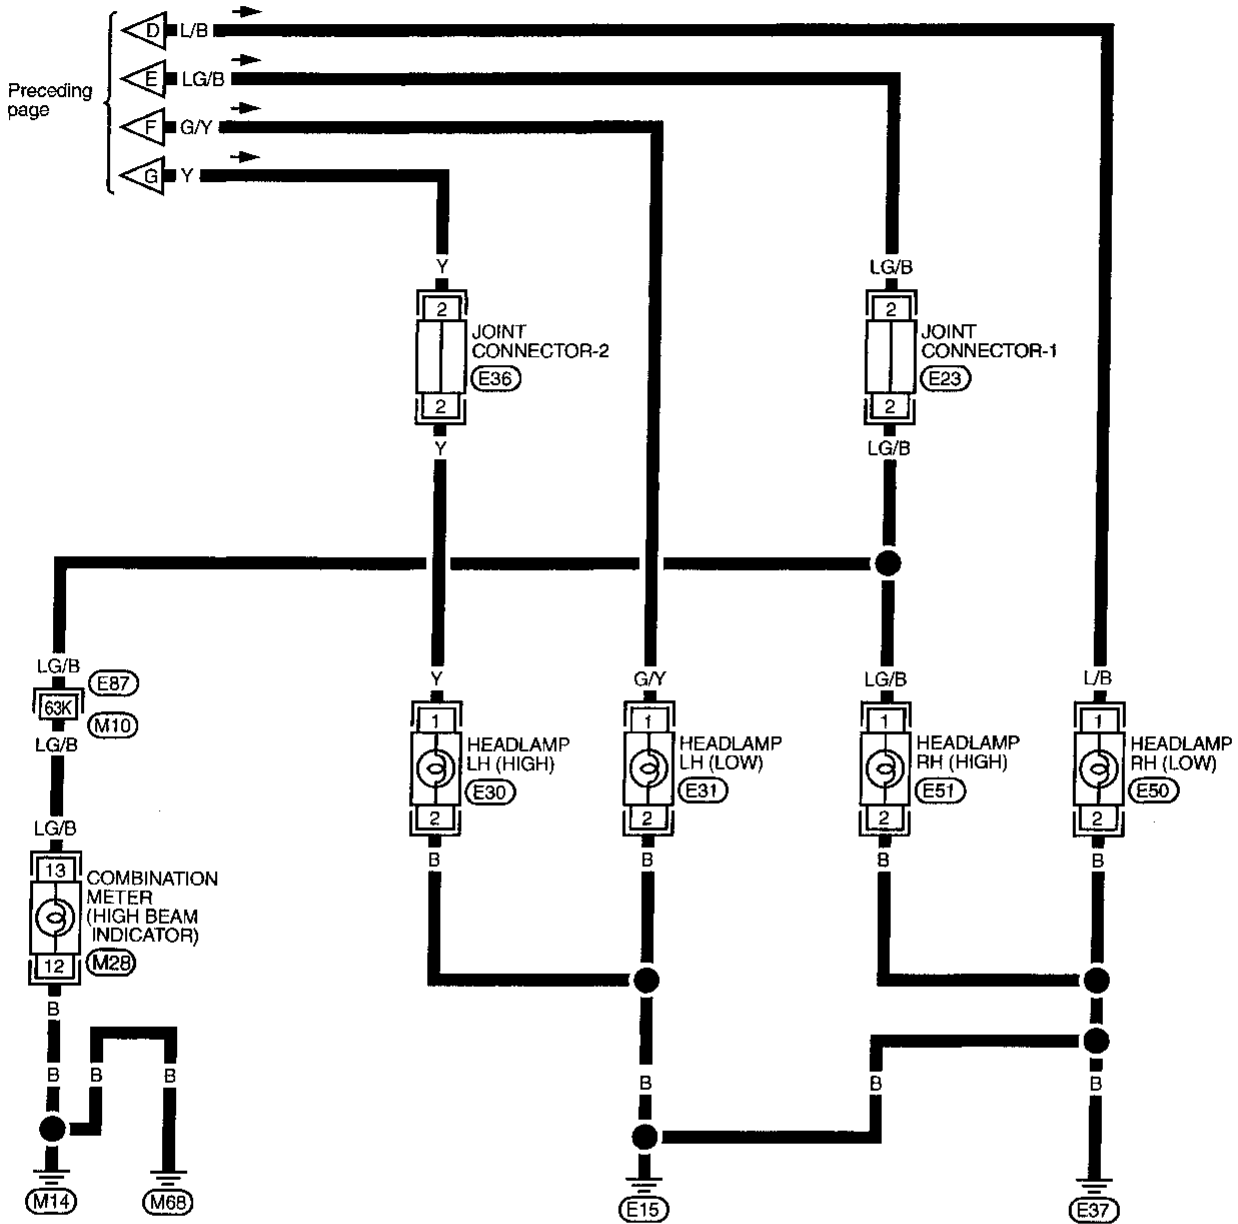 D L/B
E LG/B
Preceding
page
F G/Y
G Y
Y
LG/B
2
2
JOINT
CONNECTOR-2
E36
JOINT
CONNECTOR-1
E23
2
2
Y
LG/B
LG/B
E87
63K
M10
LG/B
Y
G/Y
LG/B
L/B
1
1
1
1
HEADLAMP
LH (HIGH)
E30
HEADLAMP
LH (LOW)
E31
HEADLAMP
RH (HIGH)
E51
HEADLAMP
RH (LOW)
E50
2
2
2
2
LG/B
B
B
B
B
13
COMBINATION
METER
(HIGH BEAM
INDICATOR)
M28
12
B
B
B
B
B
B
B
M14
M68
E15
E37